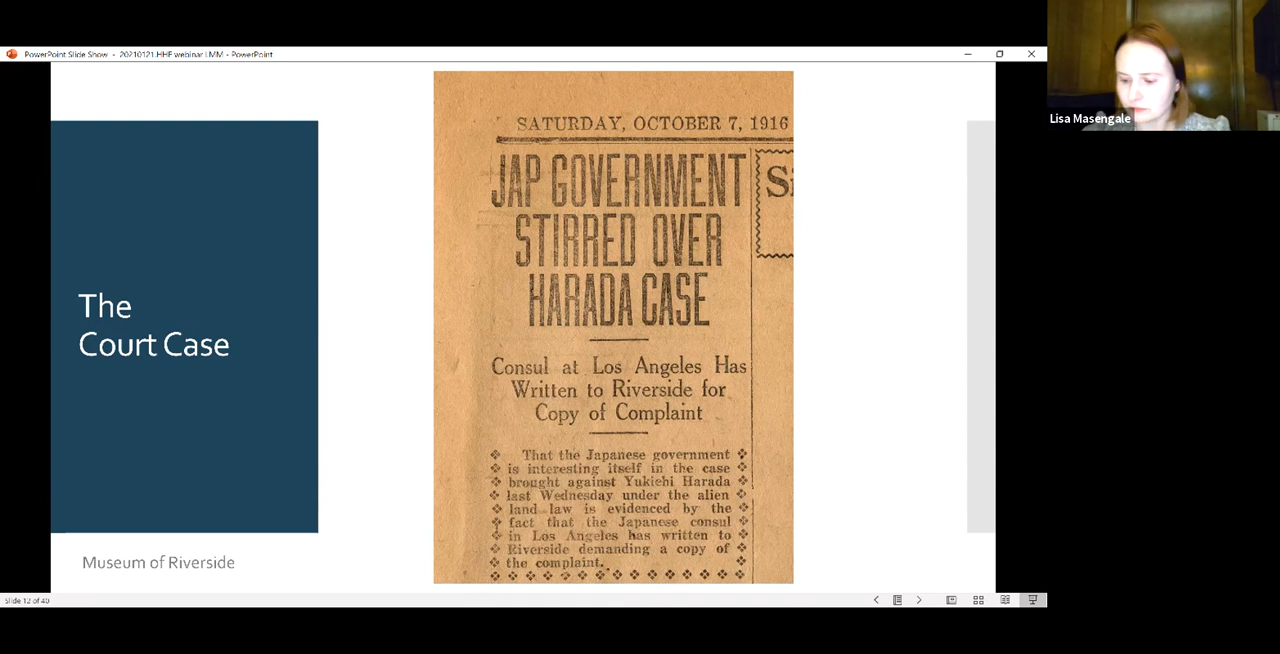 PowerPoint Slide Show - 20210121.HHF webinar LMM - PowerPoint
Lisa Masengale
The
Court Case
Museum of Riverside
SATURDAY, OCTOBER 7, 1916
JAP GOVERNMENT
STIRRED OVER
HARADA CASE
Consul at Los Angeles Has
Written to Riverside for
Copy of Complaint
That the Japanese government
is interesting itself in the case
brought against Yukichi Harada
last Wednesday under the alien
land law is evidenced by the
fact that the Japanese consul
in Los Angeles has written to
Riverside demanding a copy of
the complaint.
Slide 12 of 40